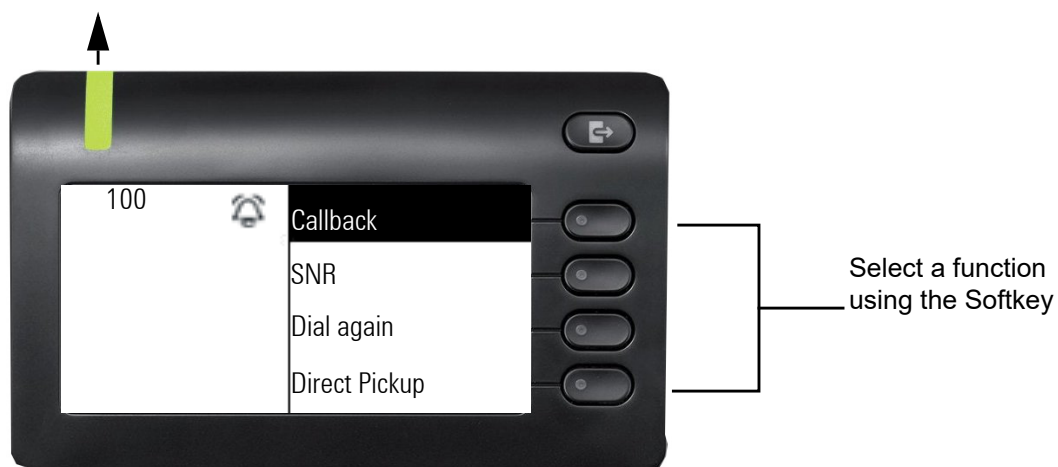 100
Callback
SNR
Dial again
Direct Pickup
Select a function
using the Softkey